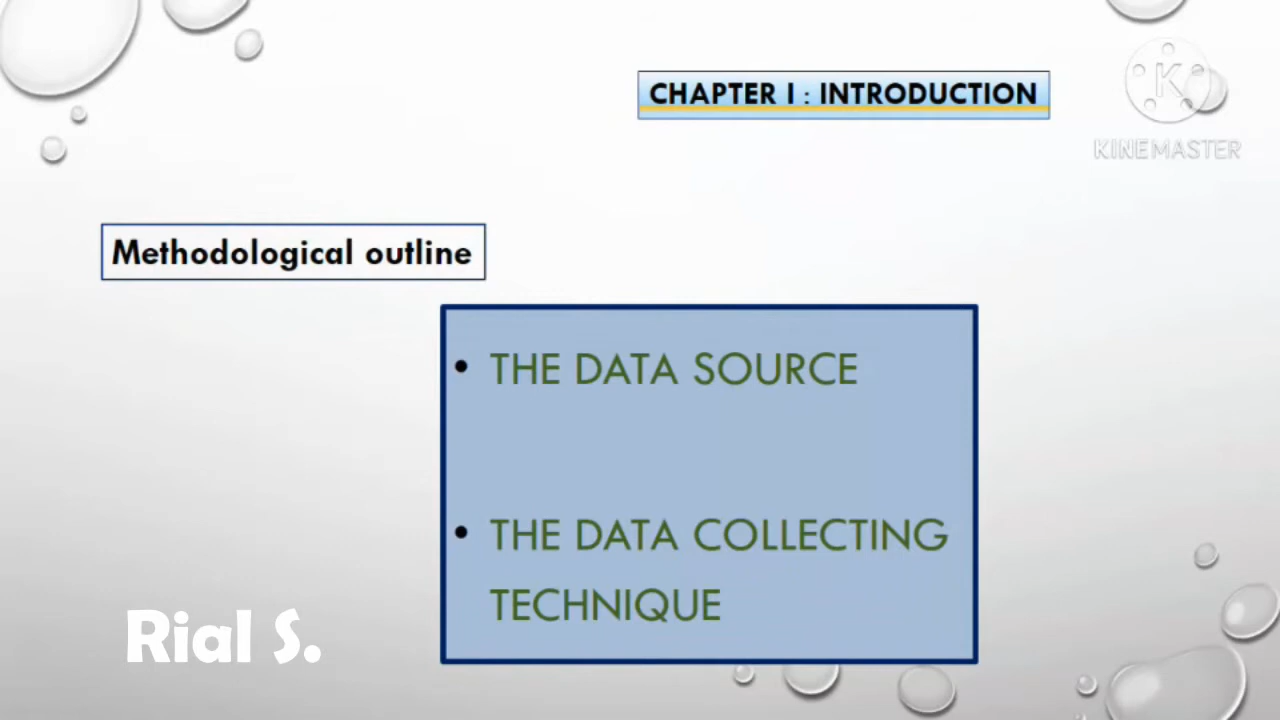 CHAPTER I : INTRODUCTION
KINEMASTER
Methodological outline
• THE DATA SOURCE
• THE DATA COLLECTING
TECHNIQUE
Rial S.